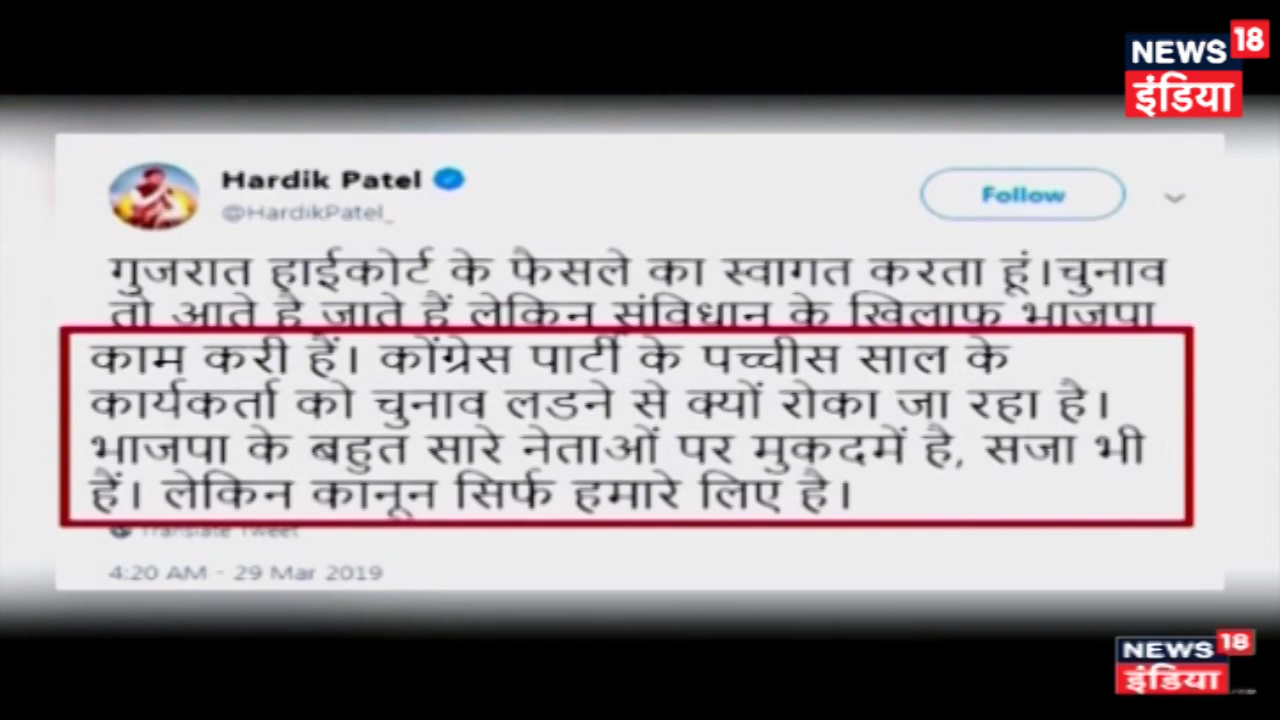 NEWS 18
इंडिया
Hardik Patel
@HardikPatel_
Follow
गुजरात हाईकोर्ट के फैसले का स्वागत करता हूं।चुनाव
तो आते है जाते हैं लेकिन संविधान के खिलाफ भाजपा
काम करी हैं। कोंग्रेस पार्टी के पच्चीस साल के
कार्यकर्ता को चुनाव लडने से क्यों रोका जा रहा है।
भाजपा के बहुत सारे नेताओं पर मुकदमें है, सजा भी
हैं। लेकिन कानून सिर्फ हमारे लिए है।
Translate Tweet
4:20 AM - 29 Mar 2019
NEWS 18
इंडिया